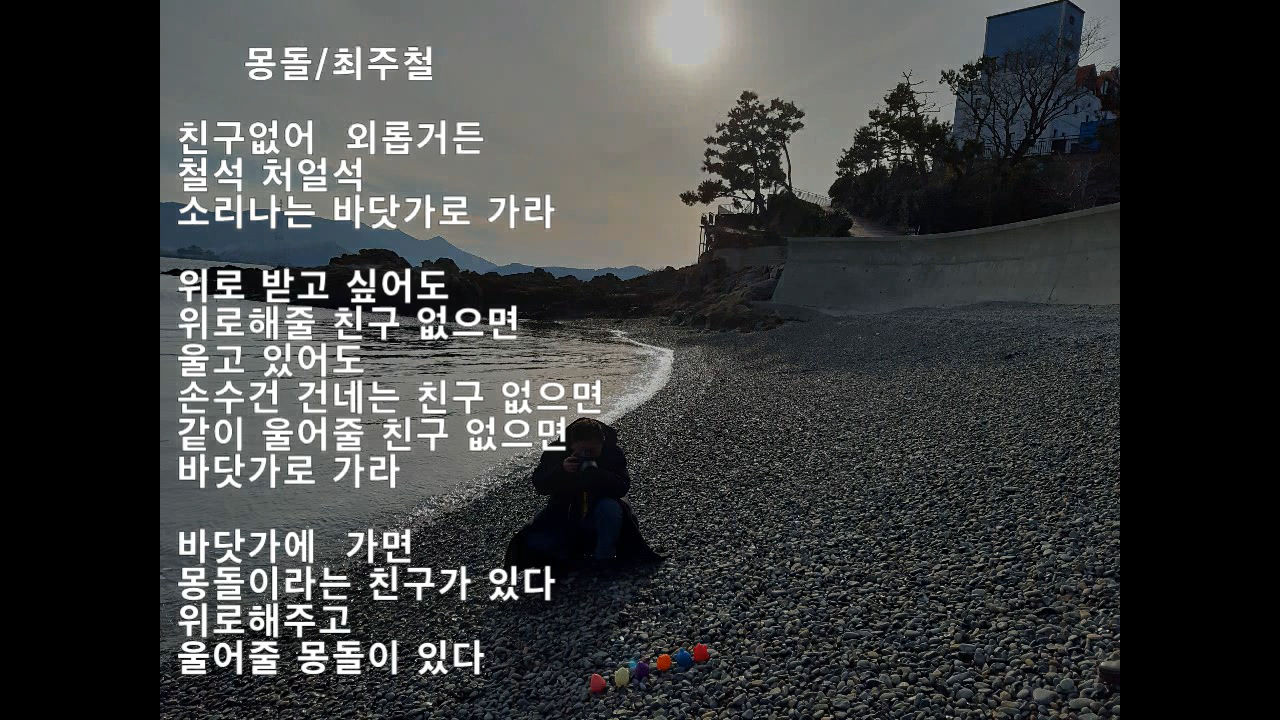 몽돌/최주철
친구없어 외롭거든
철석 처얼석
소리나는 바닷가로 가라
위로 받고 싶어도
위로해줄 친구 없으면
울고 있어도
손수건 건네는 친구 없으면
같이 울어줄 친구 없으면
바닷가로 가라
바닷가에 가면
몽돌이라는 친구가 있다
위로해주고
울어줄 몽돌이 있다